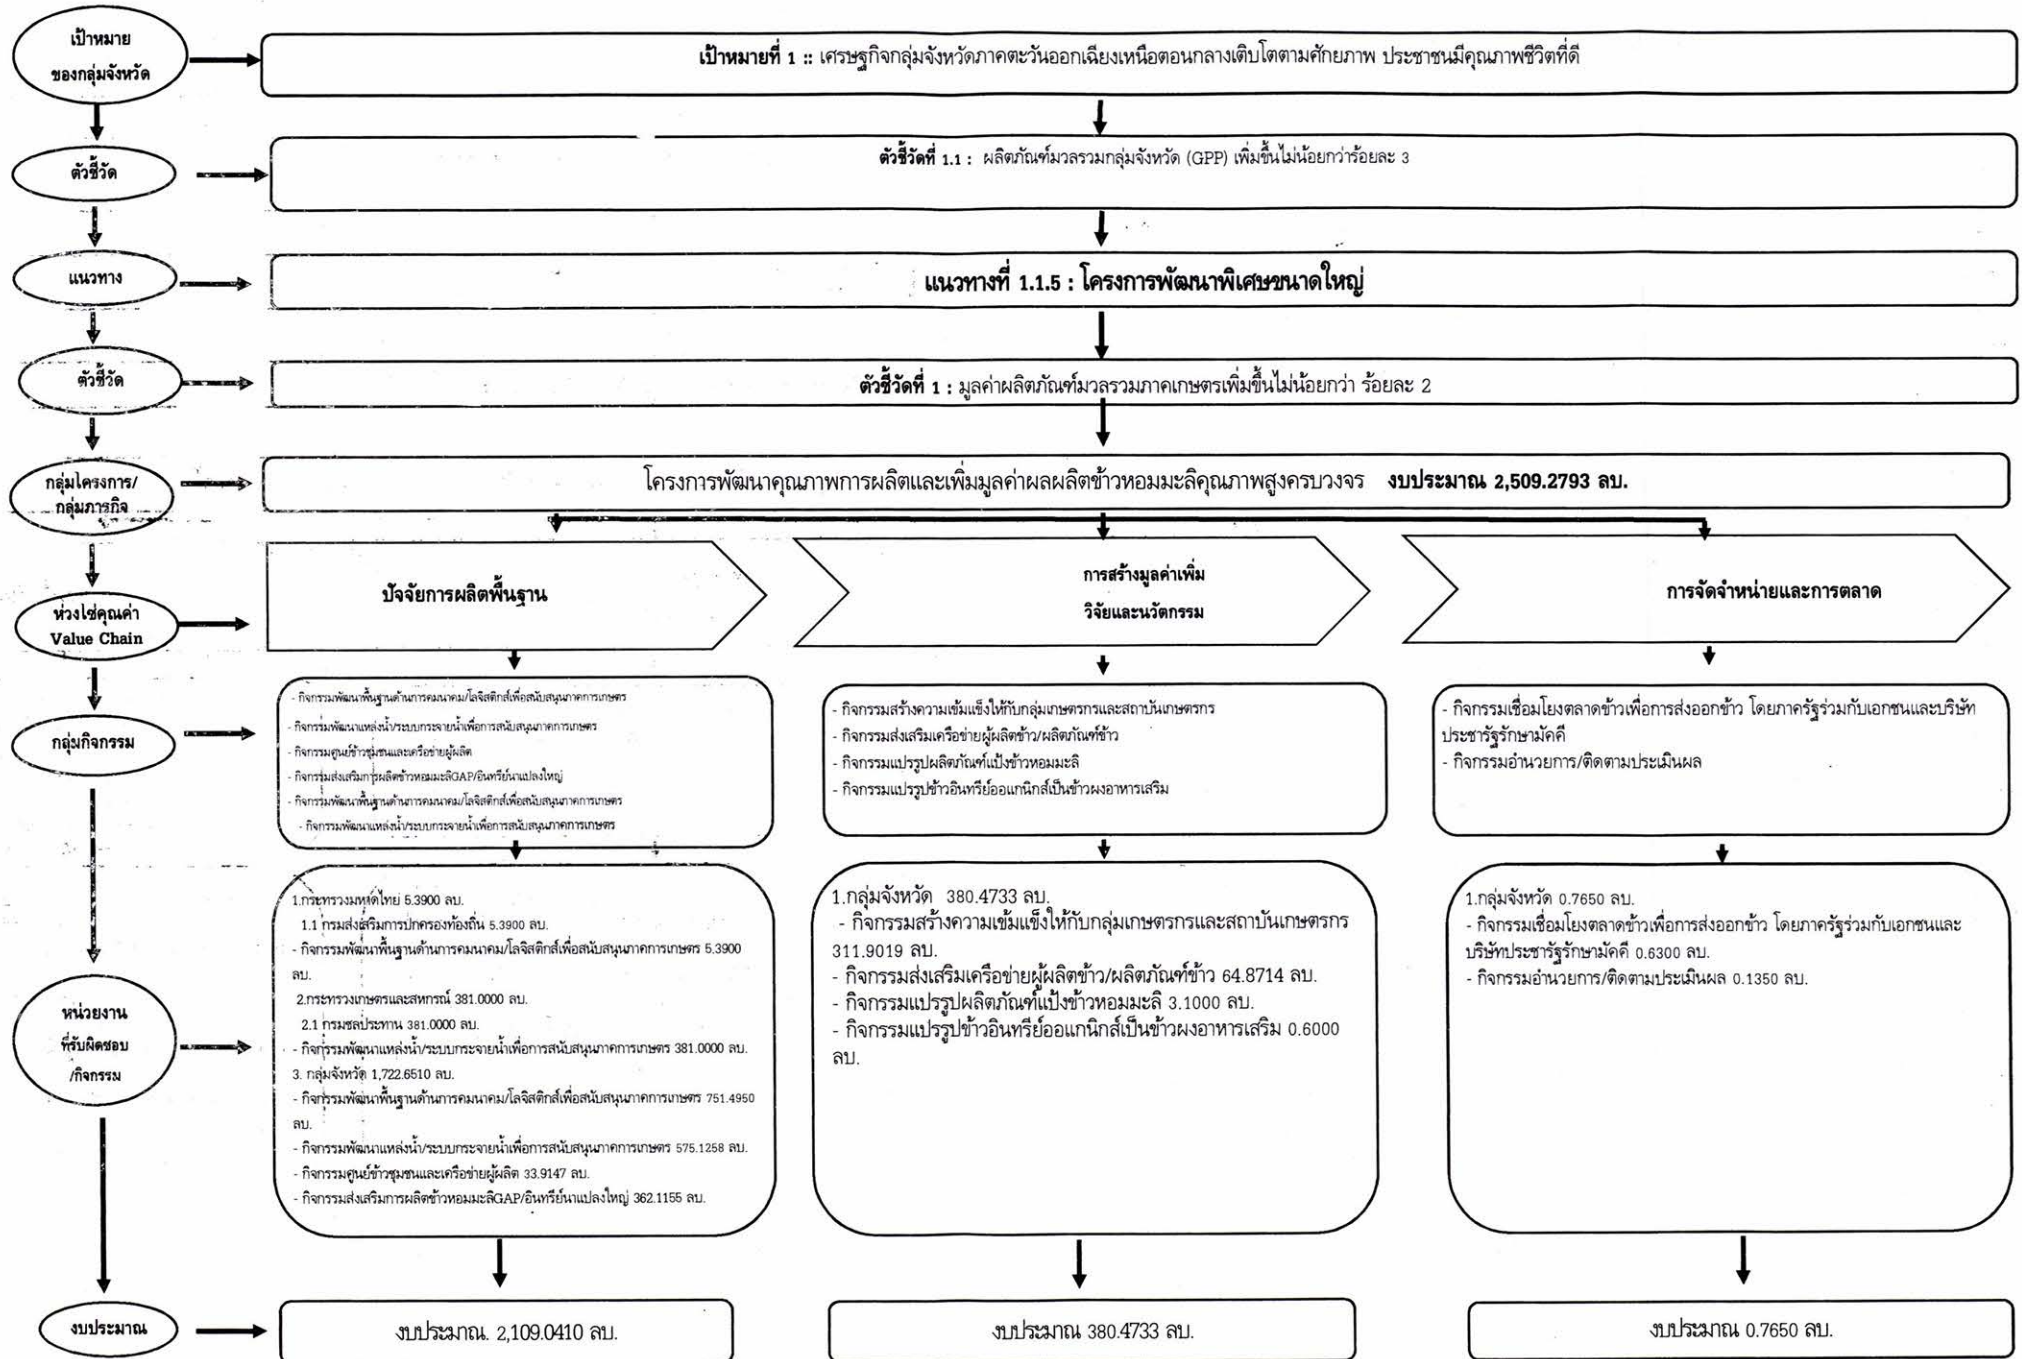 เป้าหมาย
ของกลุ่มจังหวัด
เป้าหมายที่ 1 :: เศรษฐกิจกลุ่มจังหวัดภาคตะวันออกเฉียงเหนือตอนกลางเติบโตตามศักยภาพ ประชาชนมีคุณภาพชีวิตที่ดี
ตัวชี้วัด
ตัวชี้วัดที่ 1.1 : ผลิตภัณฑ์มวลรวมกลุ่มจังหวัด (GPP) เพิ่มขึ้นไม่น้อยกว่าร้อยละ 3
แนวทาง
แนวทางที่ 1.1.5 : โครงการพัฒนาพิเศษขนาดใหญ่
ตัวชี้วัด
ตัวชี้วัดที่ 1 : มูลค่าผลิตภัณฑ์มวลรวมภาคเกษตรเพิ่มขึ้นไม่น้อยกว่า ร้อยละ 2
กลุ่มโครงการ/
กลุ่มภารกิจ
โครงการพัฒนาคุณภาพการผลิตและเพิ่มมูลค่าผลผลิตข้าวหอมมะลิคุณภาพสูงครบวงจร งบประมาณ 2,509.2793 ลบ.
ห่วงโซ่คุณค่า
Value Chain
ปัจจัยการผลิตพื้นฐาน
การสร้างมูลค่าเพิ่ม
วิจัยและนวัตกรรม
การจัดจำหน่ายและการตลาด
กลุ่มกิจกรรม
- กิจกรรมพัฒนาพื้นฐานด้านการคมนาคม/โลจิสติกส์เพื่อสนับสนุนภาคการเกษตร
- กิจกรรมพัฒนาแหล่งน้ำ/ระบบกระจายน้ำเพื่อการสนับสนุนภาคการเกษตร
- กิจกรรมศูนย์ข้าวชุมชนและเครือข่ายผู้ผลิต
- กิจกรรมส่งเสริมการผลิตข้าวหอมมะลิGAP/อินทรีย์นาแปลงใหญ่
- กิจกรรมพัฒนาพื้นฐานด้านการคมนาคม/โลจิสติกส์เพื่อสนับสนุนภาคการเกษตร
- กิจกรรมพัฒนาแหล่งน้ำ/ระบบกระจายน้ำเพื่อการสนับสนุนภาคการเกษตร
- กิจกรรมสร้างความเข้มแข็งให้กับกลุ่มเกษตรกรและสถาบันเกษตรกร
- กิจกรรมส่งเสริมเครือข่ายผู้ผลิตข้าว/ผลิตภัณฑ์ข้าว
- กิจกรรมแปรรูปผลิตภัณฑ์แป้งข้าวหอมมะลิ
- กิจกรรมแปรรูปข้าวอินทรีย์ออแกนิกส์เป็นข้าวผงอาหารเสริม
- กิจกรรมเชื่อมโยงตลาดข้าวเพื่อการส่งออกข้าว โดยภาครัฐร่วมกับเอกชนและบริษัท
ประชารัฐรักษามัคคี
- กิจกรรมอำนวยการ/ติดตามประเมินผล
หน่วยงาน
ที่รับผิดชอบ
/กิจกรรม
1.กระทรวงมหาดไทย 5.3900 ลบ.
1.1 กรมส่งเสริมการปกครองท้องถิ่น 5.3900 ลบ.
- กิจกรรมพัฒนาพื้นฐานด้านการคมนาคม/โลจิสติกส์เพื่อสนับสนุนภาคการเกษตร 5.3900
ลบ.
2.กระทรวงเกษตรและสหกรณ์ 381.0000 ลบ.
2.1 กรมชลประทาน 381.0000 ลบ.
- กิจกรรมพัฒนาแหล่งน้ำ/ระบบกระจายน้ำเพื่อการสนับสนุนภาคการเกษตร 381.0000 ลบ.
3. กลุ่มจังหวัด 1,722.6510 ลบ.
- กิจกรรมพัฒนาพื้นฐานด้านการคมนาคม/โลจิสติกส์เพื่อสนับสนุนภาคการเกษตร 751.4950
ลบ.
- กิจกรรมพัฒนาแหล่งน้ำ/ระบบกระจายน้ำเพื่อการสนับสนุนภาคการเกษตร 575.1258 ลบ.
- กิจกรรมศูนย์ข้าวชุมชนและเครือข่ายผู้ผลิต 33.9147 ลบ.
- กิจกรรมส่งเสริมการผลิตข้าวหอมมะลิGAP/อินทรีย์นาแปลงใหญ่ 362.1155 ลบ.
1.กลุ่มจังหวัด 380.4733 ลบ.
- กิจกรรมสร้างความเข้มแข็งให้กับกลุ่มเกษตรกรและสถาบันเกษตรกร
311.9019 ลบ.
- กิจกรรมส่งเสริมเครือข่ายผู้ผลิตข้าว/ผลิตภัณฑ์ข้าว 64.8714 ลบ.
- กิจกรรมแปรรูปผลิตภัณฑ์แป้งข้าวหอมมะลิ 3.1000 ลบ.
- กิจกรรมแปรรูปข้าวอินทรีย์ออแกนิกส์เป็นข้าวผงอาหารเสริม 0.6000
ลบ.
1.กลุ่มจังหวัด 0.7650 ลบ.
- กิจกรรมเชื่อมโยงตลาดข้าวเพื่อการส่งออกข้าว โดยภาครัฐร่วมกับเอกชนและ
บริษัทประชารัฐรักษามัคคี 0.6300 ลบ.
- กิจกรรมอำนวยการ/ติดตามประเมินผล 0.1350 ลบ.
งบประมาณ
งบประมาณ. 2,109.0410 ลบ.
งบประมาณ 380.4733 ลบ.
งบประมาณ 0.7650 ลบ.